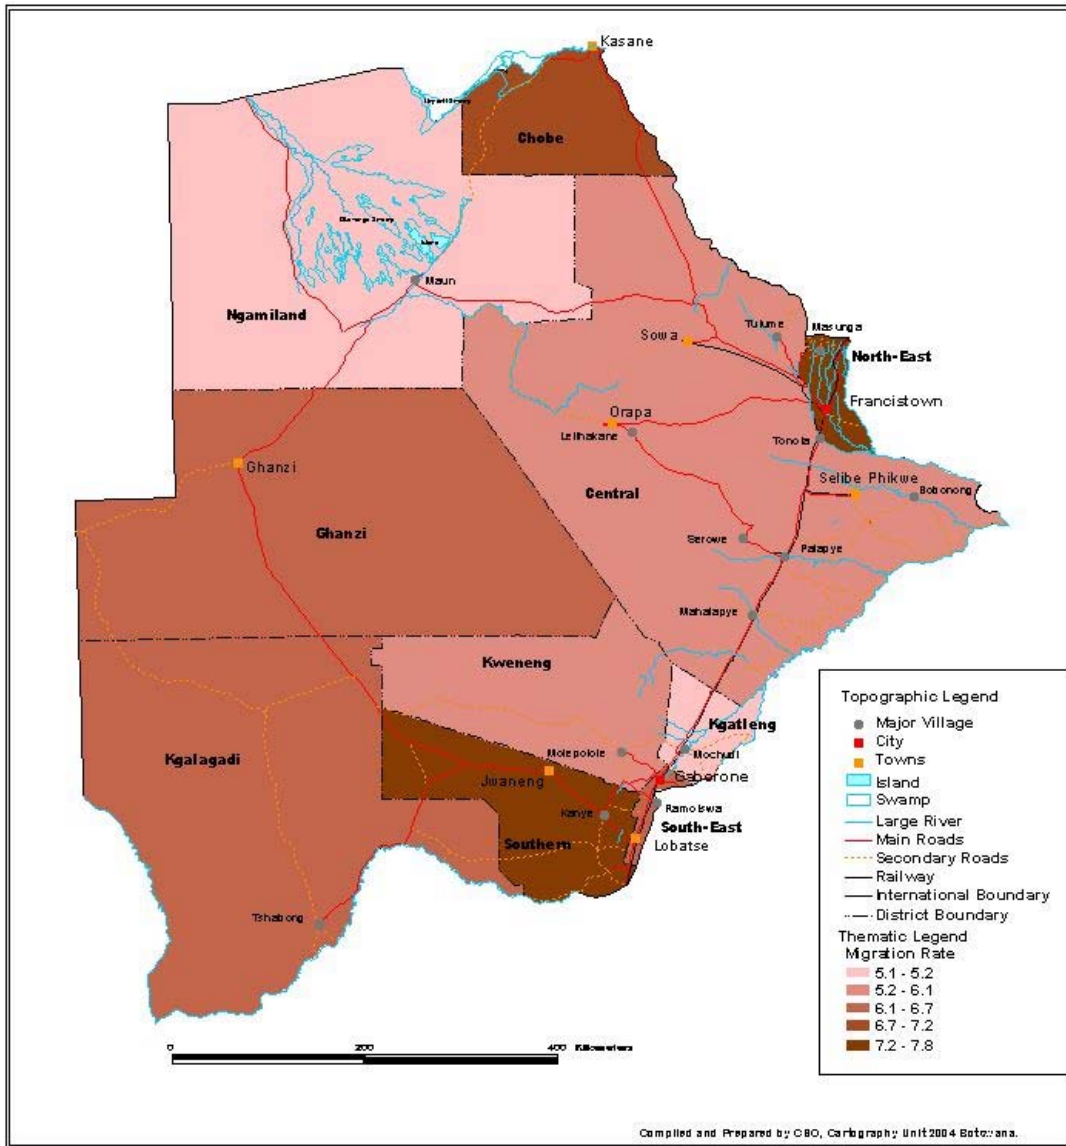 Kasane
Chobe
Maun
Ngamiland
Sowa
Tutume
Masunga
North-East
Francistown
Orapa
Letlhakane
Tonota
Ghanzi
Selibe Phikwe
Central
Bobonong
Ghanzi
Serowe
Palapye
Mahalapye
Kweneng
Kgatleng
Kgalagadi
Molepolole
Mochudi
Jwaneng
Gaborone
Kanye
Ramotswa
South-East
Southern
Lobatse
Tshabong
0 200 400 Kilometers
Topographic Legend
Major Village
City
Towns
Island
Swamp
Large River
Main Roads
Secondary Roads
Railway
International Boundary
District Boundary
Thematic Legend
Migration Rate
5.1 - 5.2
5.2 - 6.1
6.1 - 6.7
6.7 - 7.2
7.2 - 7.8
Compiled and Prepared by CSO, Cartography Unit 2004 Botswana.